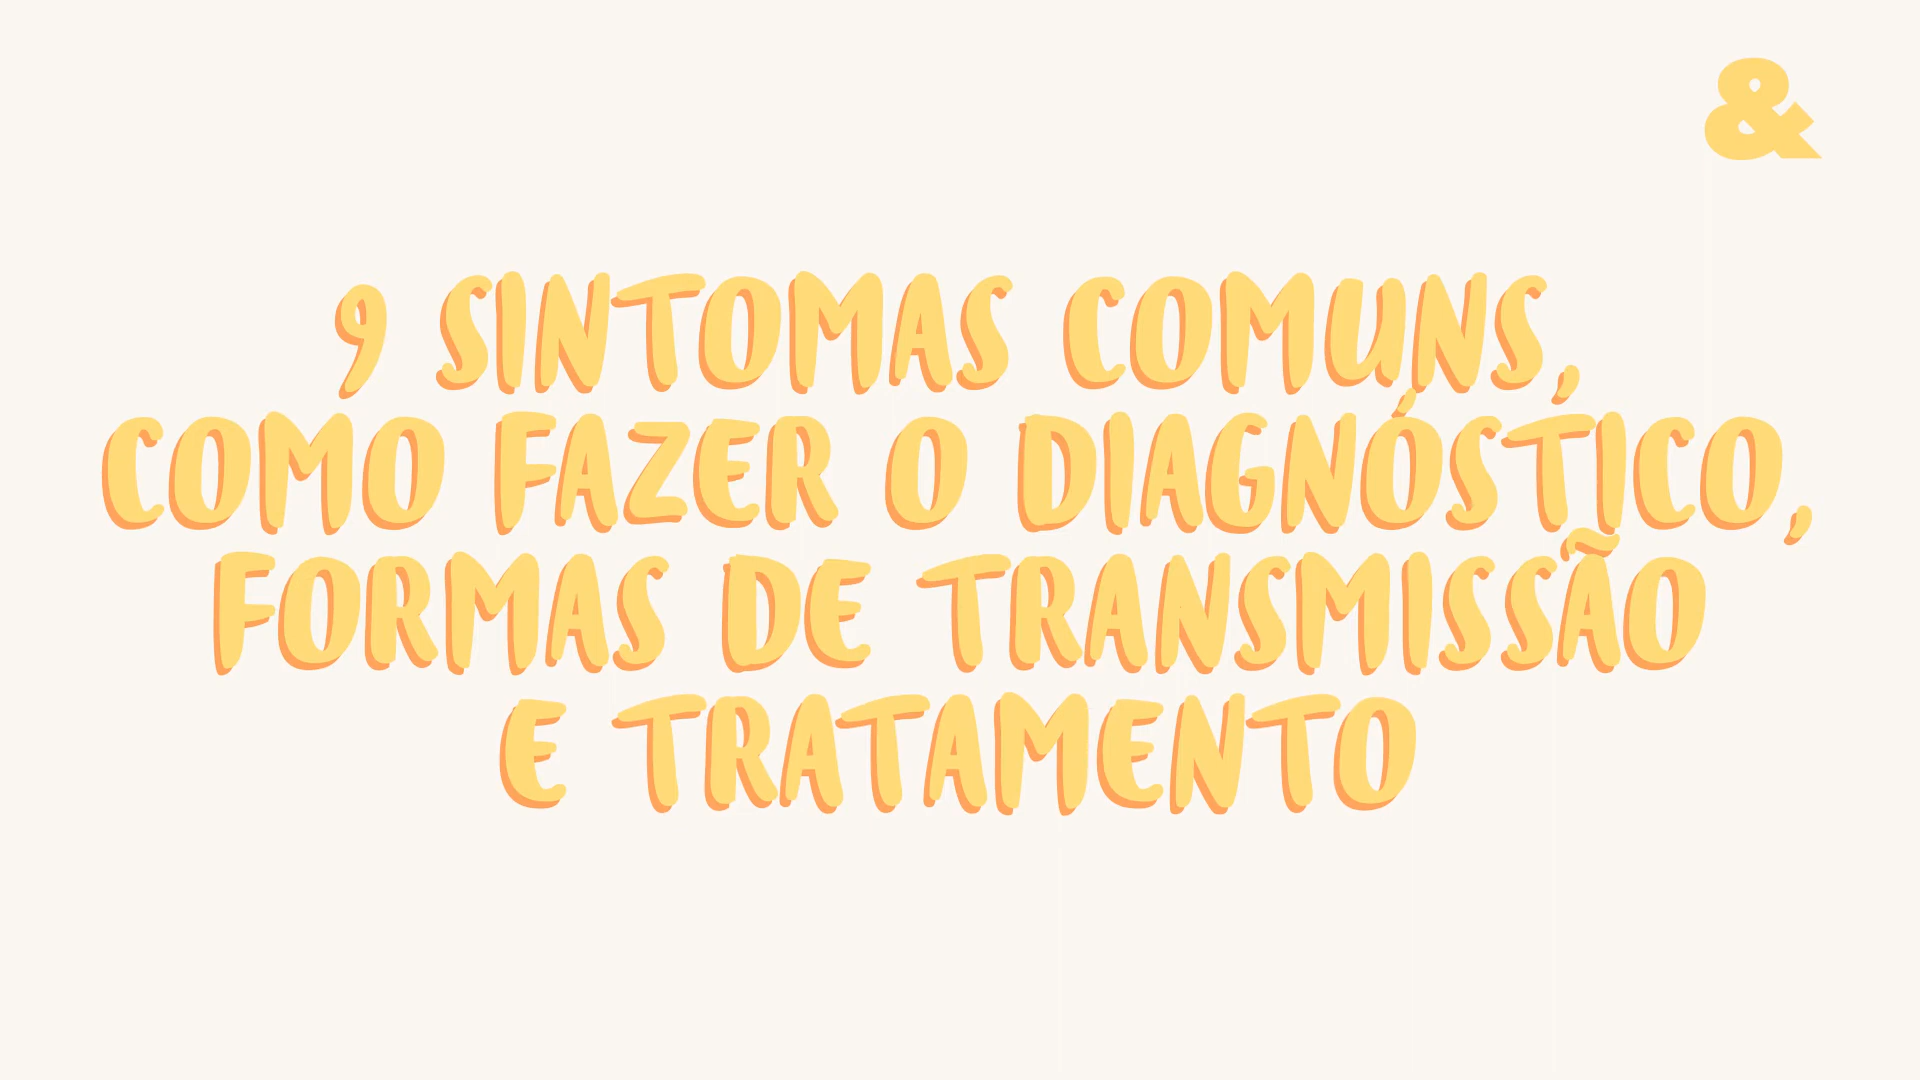 &
9 SINTOMAS COMUNS,
COMO FAZER O DIAGNÓSTICO,
FORMAS DE TRANSMISSÃO
E TRATAMENTO